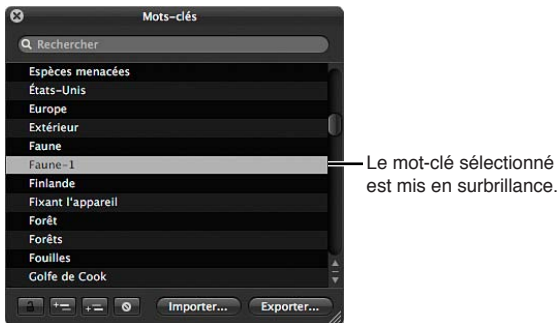 Mots-clés
Rechercher
Espèces menacées
États-Unis
Europe
Extérieur
Faune
Faune-1
Finlande
Fixant l'appareil
Forêt
Forêts
Fouilles
Golfe de Cook
Importer...
Exporter...
Le mot-clé sélectionné
est mis en surbrillance.